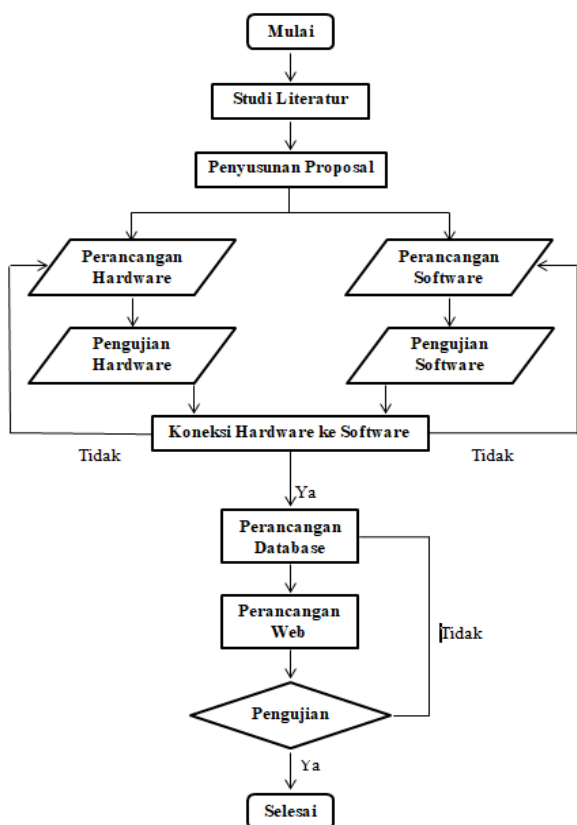 Mulai
Studi Literatur
Penyusunan Proposal
Perancangan
Hardware
Perancangan
Software
Pengujian
Hardware
Pengujian
Software
Koneksi Hardware ke Software
Tidak
Tidak
Ya
Perancangan
Database
Perancangan
Web
Tidak
Pengujian
Ya
Selesai